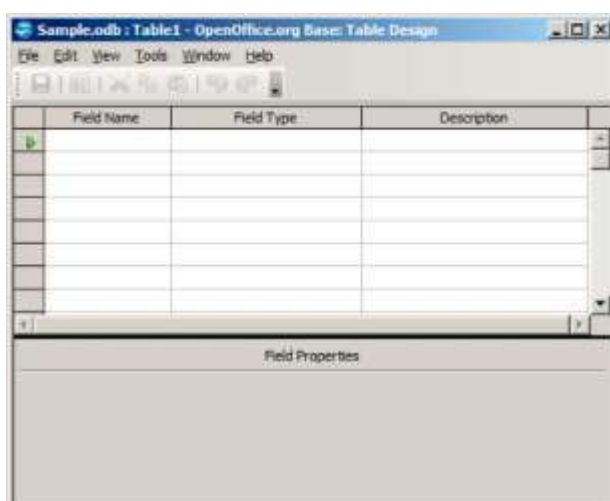 Sample.odb : Table1 - OpenOffice.org Base: Table Design
File Edit View Tools Window Help
Field Name Field Type Description
Field Properties